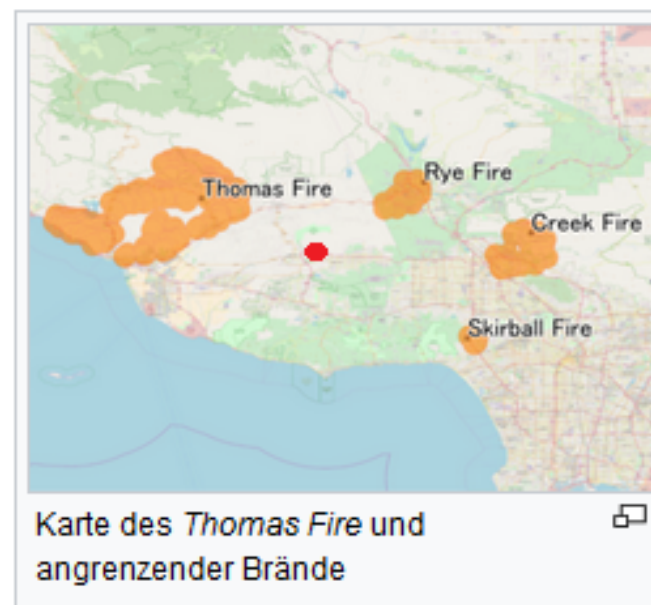 Thomas Fire
Rye Fire
Creek Fire
Skirball Fire
Karte des Thomas Fire und
angrenzender Brände